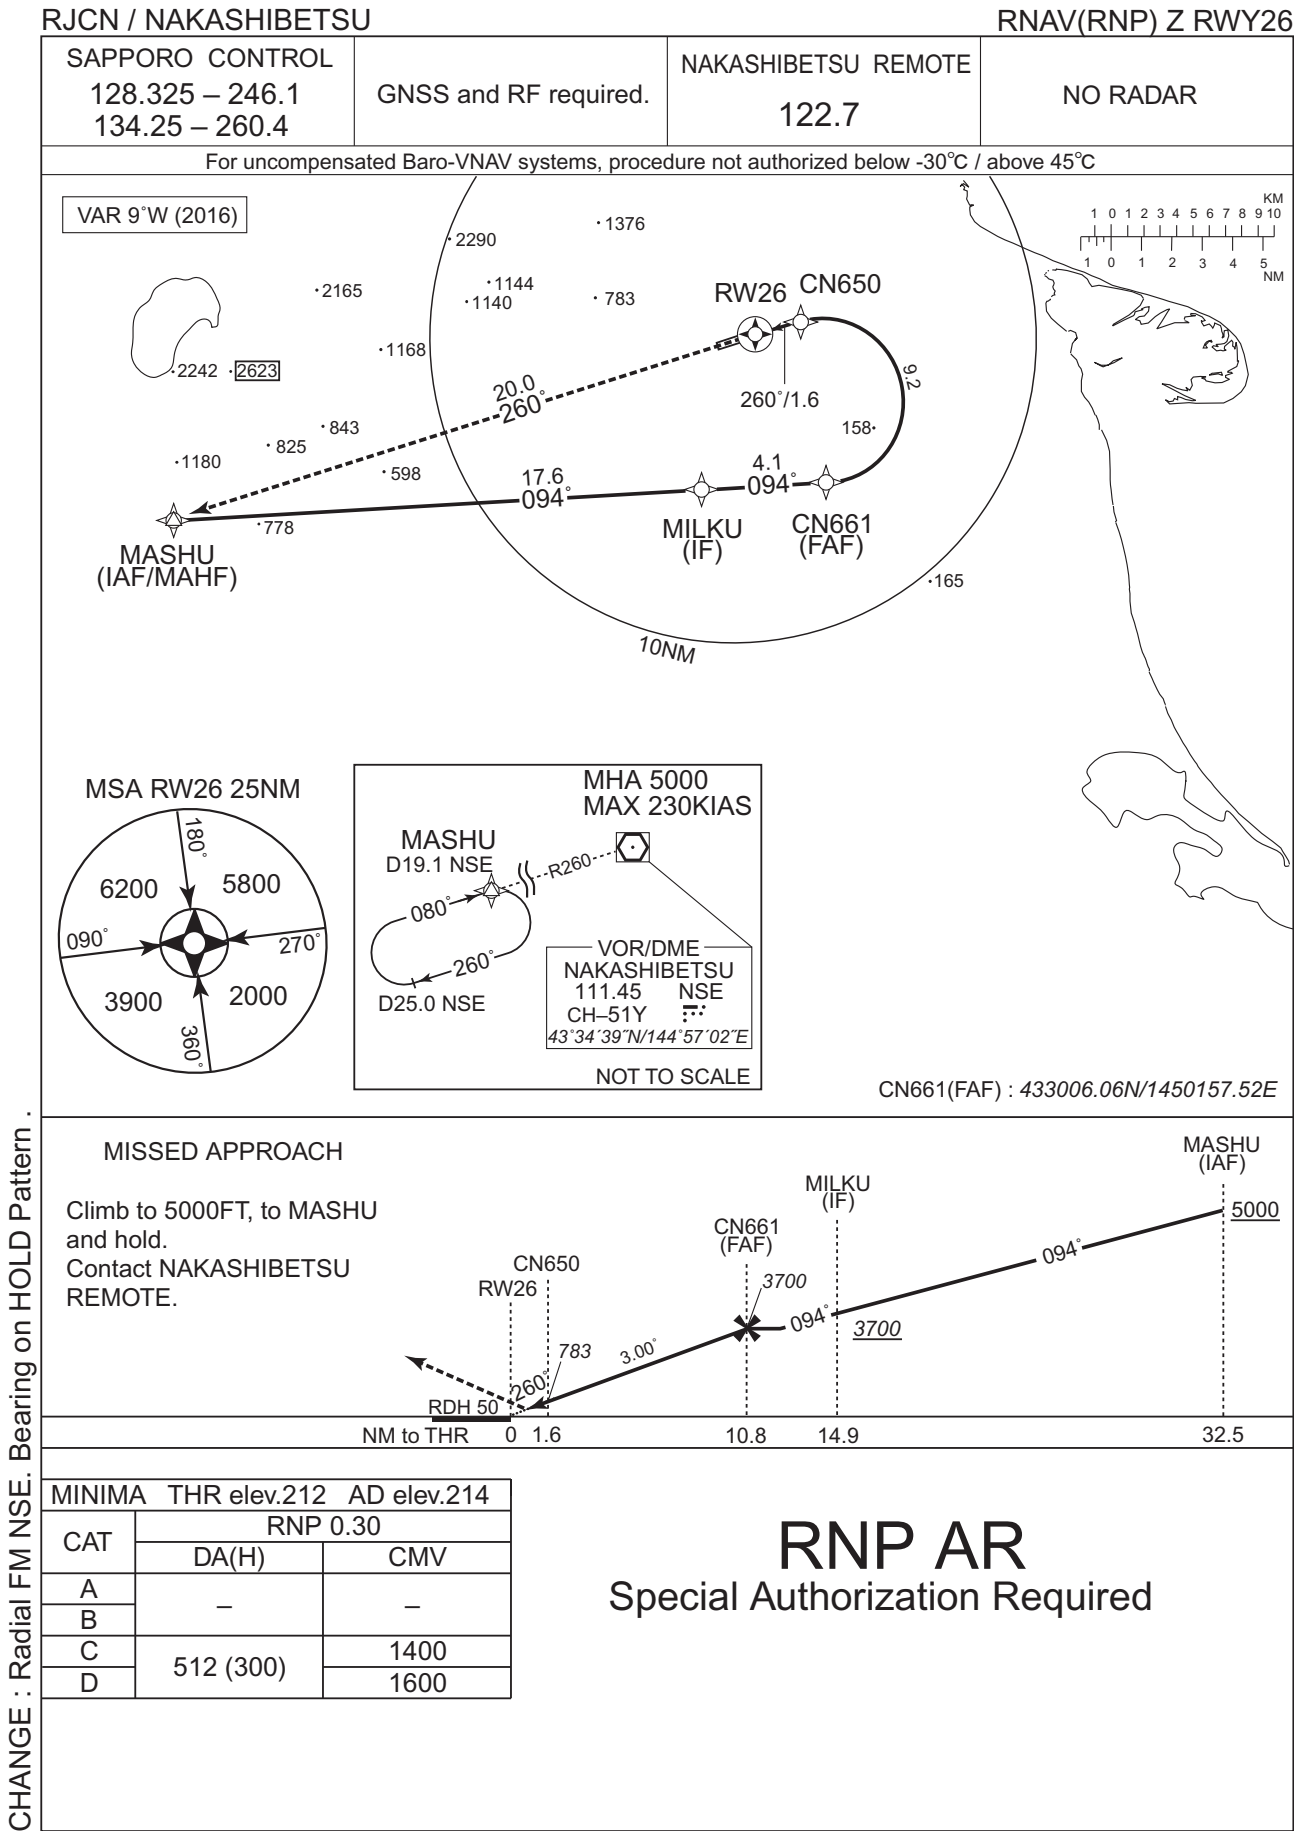 RJCN / NAKASHIBETSU
RNAV(RNP) Z RWY26
SAPPORO CONTROL
128.325 – 246.1
134.25 – 260.4
GNSS and RF required.
NAKASHIBETSU REMOTE
122.7
NO RADAR
For uncompensated Baro-VNAV systems, procedure not authorized below -30°C / above 45°C
VAR 9°W (2016)
KM
1 0 1 2 3 4 5 6 7 8 9 10
1 0 1 2 3 4 5
NM
1376
2290
2165
1144
1140
783
RW26
CN650
1168
2242
2623
20.0
260°
260°/1.6
9.2
843
158
825
1180
598
17.6
094°
4.1
094°
778
MASHU
(IAF/MAHF)
MILKU
(IF)
CN661
(FAF)
165
10NM
MSA RW26 25NM
180°
6200
5800
090°
270°
3900
2000
360°
MHA 5000
MAX 230KIAS
MASHU
D19.1 NSE
R260
080°
260°
D25.0 NSE
VOR/DME
NAKASHIBETSU
111.45 NSE
CH–51Y
43°34´39˝N/144°57´02˝E
NOT TO SCALE
CN661(FAF) : 433006.06N/1450157.52E
MISSED APPROACH
Climb to 5000FT, to MASHU
and hold.
Contact NAKASHIBETSU
REMOTE.
MASHU
(IAF)
5000
MILKU
(IF)
094°
CN661
(FAF)
3700
094°
3700
CN650
RW26
783
3.00°
260°
RDH 50
NM to THR 0 1.6 10.8 14.9 32.5
MINIMA THR elev.212 AD elev.214
CAT
RNP 0.30
DA(H) CMV
A
B
– –
C
D
512 (300)
1400
1600
RNP AR
Special Authorization Required
CHANGE : Radial FM NSE. Bearing on HOLD Pattern .